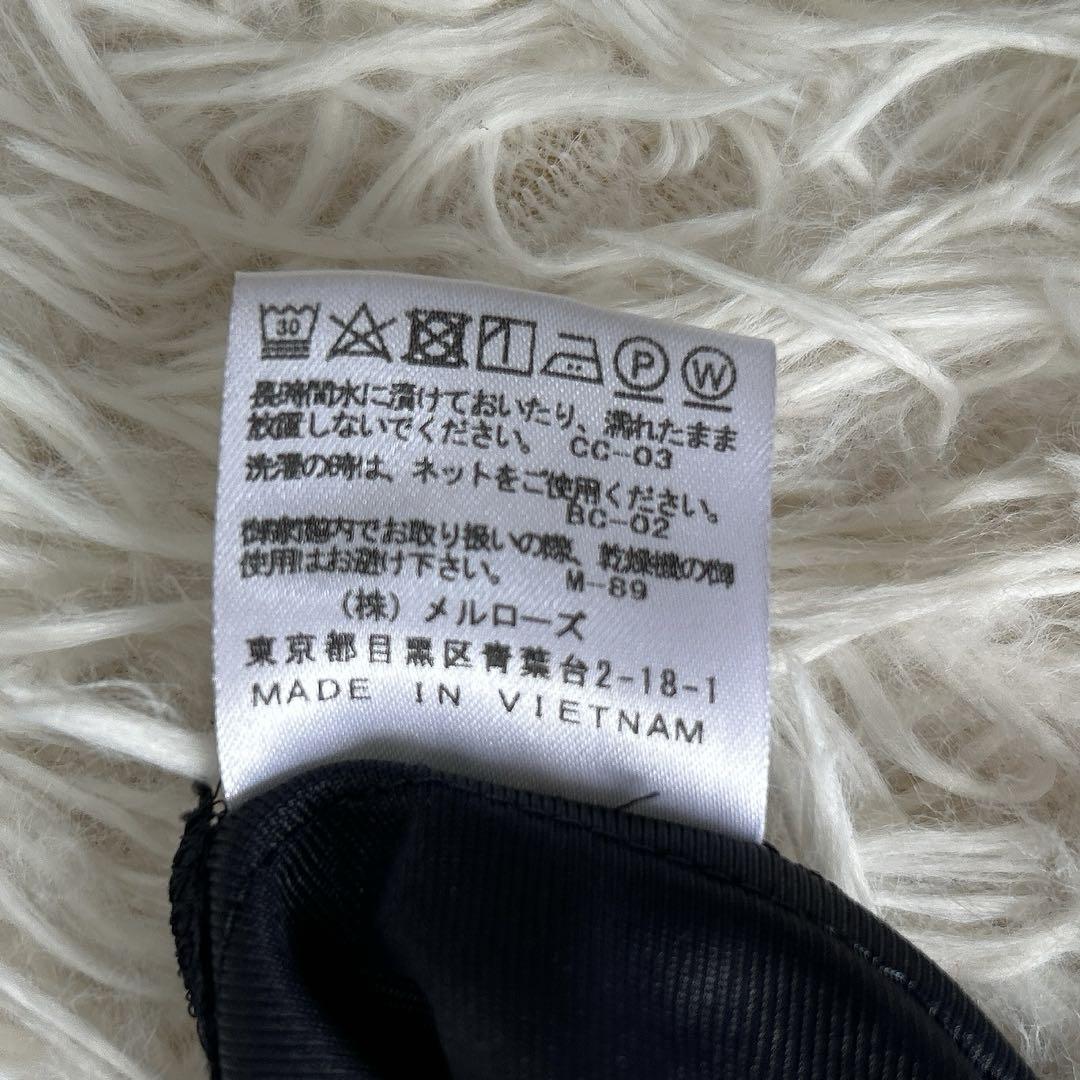 30 P W
長時間水に漬けておいたり、濡れたまま
放置しないでください。 CC-03
洗濯の時は、ネットをご使用ください。
BC-02
御家庭内でお取り扱いの際、乾燥機の御
使用はお避け下さい。 M-89
(株) メルローズ
東京都目黒区青葉台2-18-1
MADE IN VIETNAM